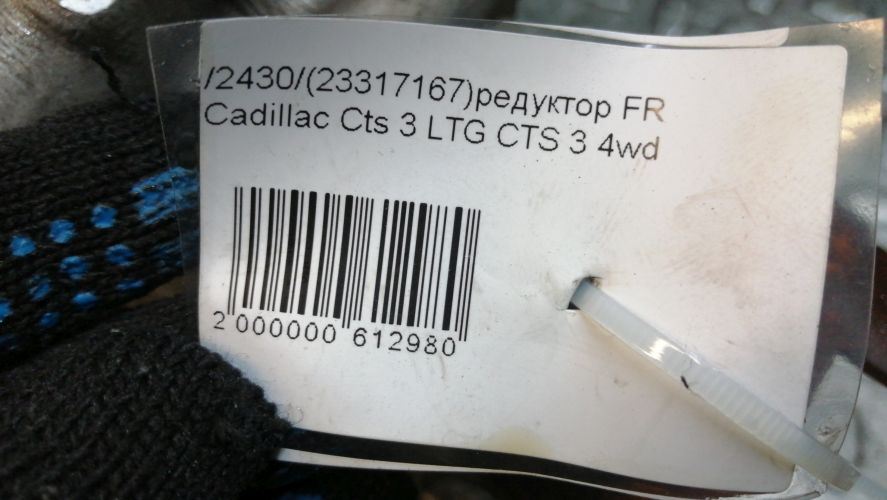 /2430/(23317167)редуктор FR
Cadillac Cts 3 LTG CTS 3 4wd
2 000000 612980